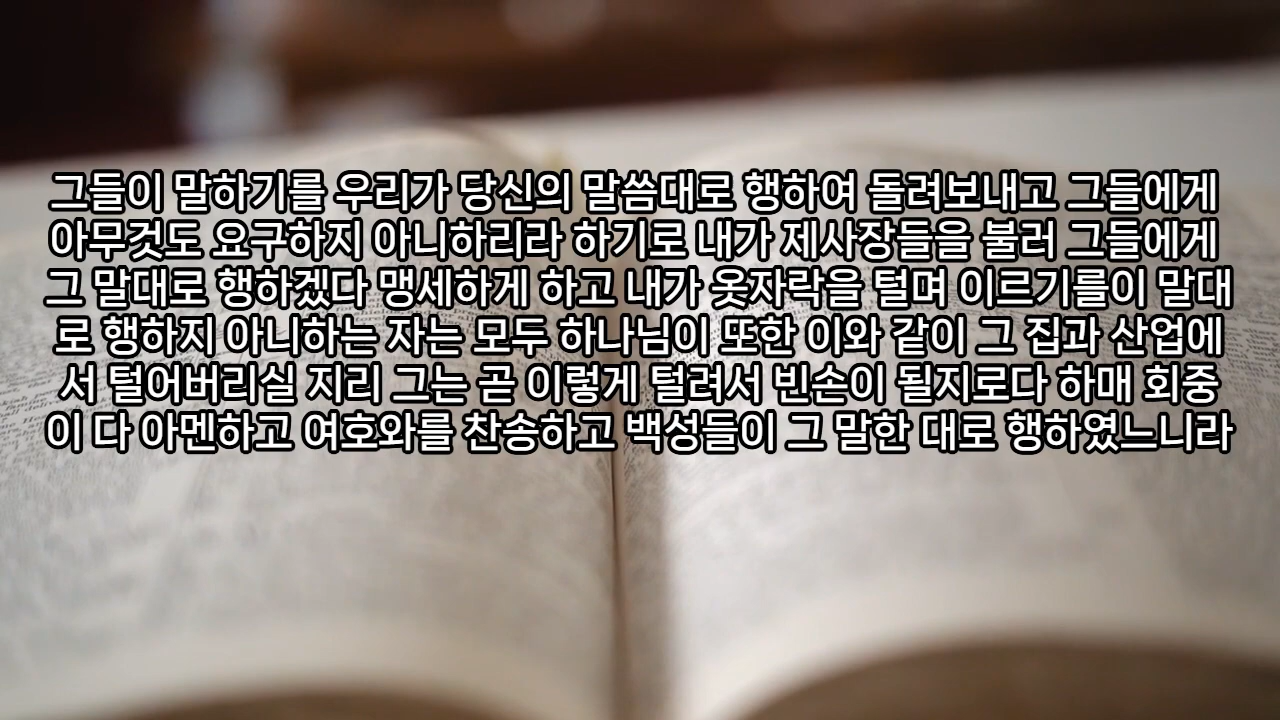 그들이 말하기를 우리가 당신의 말씀대로 행하여 돌려보내고 그들에게
아무것도 요구하지 아니하리라 하기로 내가 제사장들을 불러 그들에게
그 말대로 행하겠다 맹세하게 하고 내가 옷자락을 털며 이르기를이 말대
로 행하지 아니하는 자는 모두 하나님이 또한 이와 같이 그 집과 산업에
서 털어버리실 지리 그는 곧 이렇게 털려서 빈손이 될지로다 하매 회중
이 다 아멘하고 여호와를 찬송하고 백성들이 그 말한 대로 행하였느니라